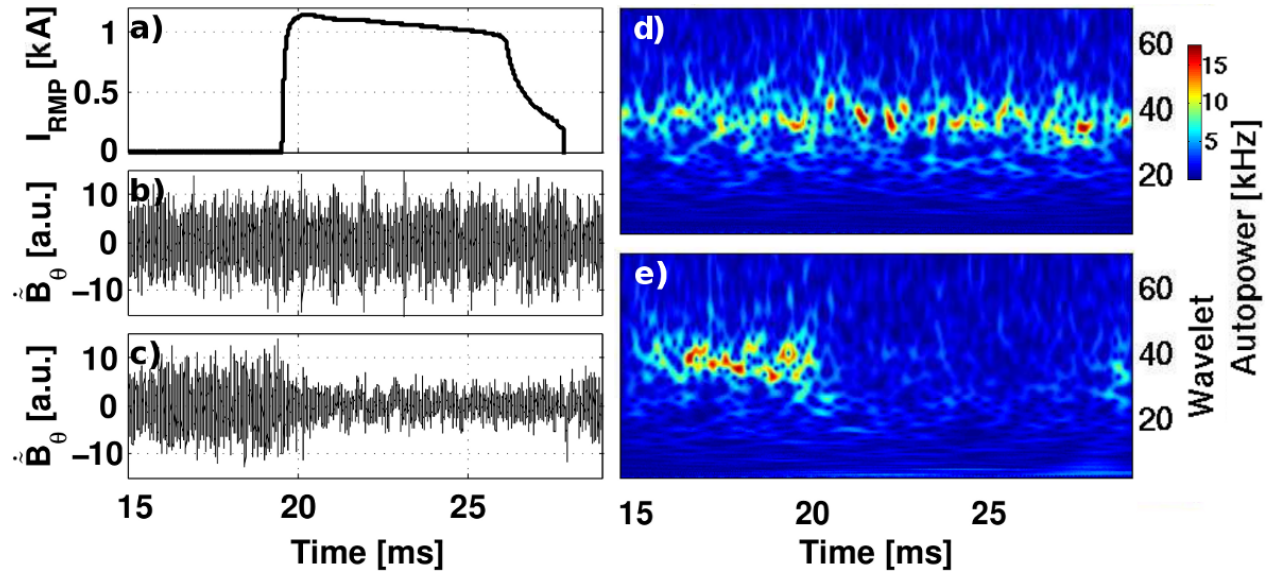 a)
I_RMP [kA]
1
0.5
0
b)
B̃̇_θ [a.u.]
10
0
−10
c)
B̃̇_θ [a.u.]
10
0
−10
15 20 25
Time [ms]
d)
60
40
20
15
10
5
e)
60
40
20
Wavelet
Autopower [kHz]
15 20 25
Time [ms]